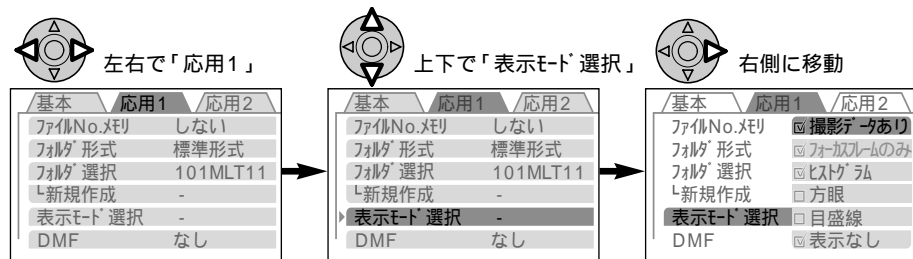 左右で「応用1」
基本 応用1 応用2
ﾌｧｲﾙNo.ﾒﾓﾘ しない
ﾌｫﾙﾀﾞ形式 標準形式
ﾌｫﾙﾀﾞ選択 101MLT11
└新規作成 -
表示ﾓｰﾄﾞ選択 -
DMF なし
上下で「表示ﾓｰﾄﾞ選択」
基本 応用1 応用2
ﾌｧｲﾙNo.ﾒﾓﾘ しない
ﾌｫﾙﾀﾞ形式 標準形式
ﾌｫﾙﾀﾞ選択 101MLT11
└新規作成 -
表示ﾓｰﾄﾞ選択 -
DMF なし
右側に移動
基本 応用1 応用2
ﾌｧｲﾙNo.ﾒﾓﾘ ☑撮影ﾃﾞｰﾀあり
ﾌｫﾙﾀﾞ形式 ☑ﾌｫｰｶｽﾌﾚｰﾑのみ
ﾌｫﾙﾀﾞ選択 ☑ﾋｽﾄｸﾞﾗﾑ
└新規作成 □方眼
表示ﾓｰﾄﾞ選択 □目盛線
DMF ☑表示なし